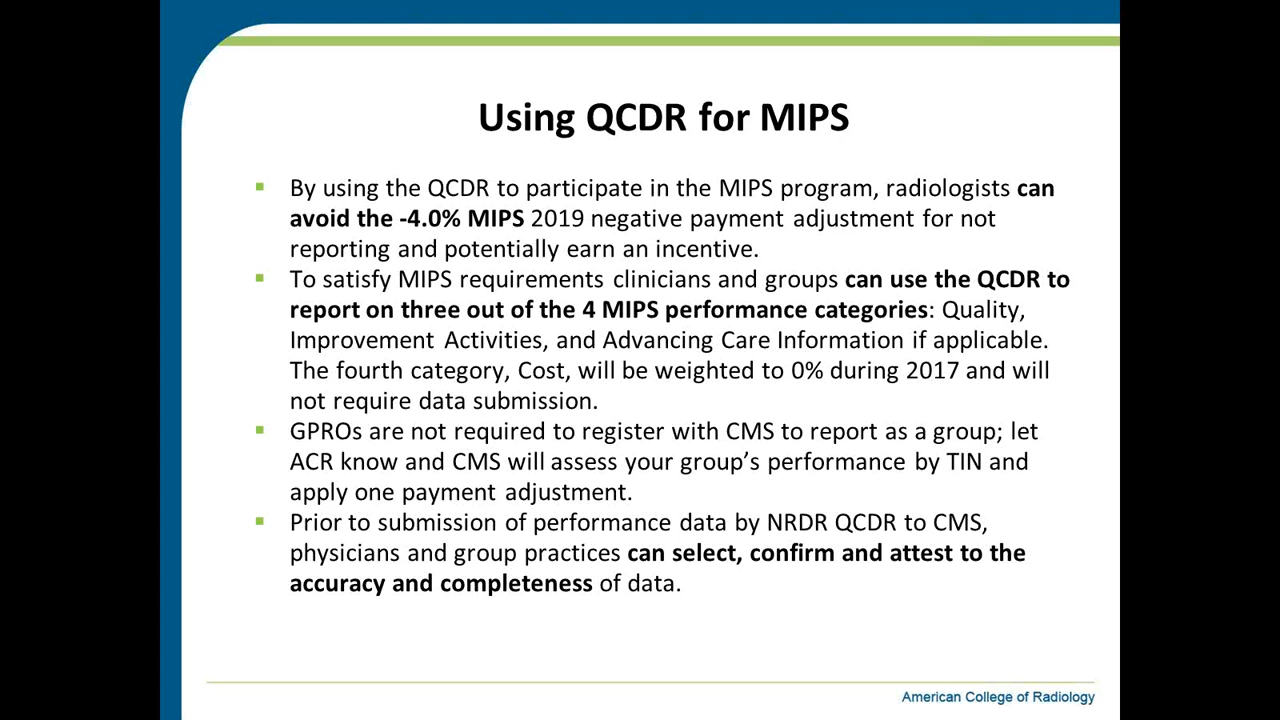 Using QCDR for MIPS
By using the QCDR to participate in the MIPS program, radiologists can
avoid the -4.0% MIPS 2019 negative payment adjustment for not
reporting and potentially earn an incentive.
To satisfy MIPS requirements clinicians and groups can use the QCDR to
report on three out of the 4 MIPS performance categories: Quality,
Improvement Activities, and Advancing Care Information if applicable.
The fourth category, Cost, will be weighted to 0% during 2017 and will
not require data submission.
GPROs are not required to register with CMS to report as a group; let
ACR know and CMS will assess your group’s performance by TIN and
apply one payment adjustment.
Prior to submission of performance data by NRDR QCDR to CMS,
physicians and group practices can select, confirm and attest to the
accuracy and completeness of data.
American College of Radiology